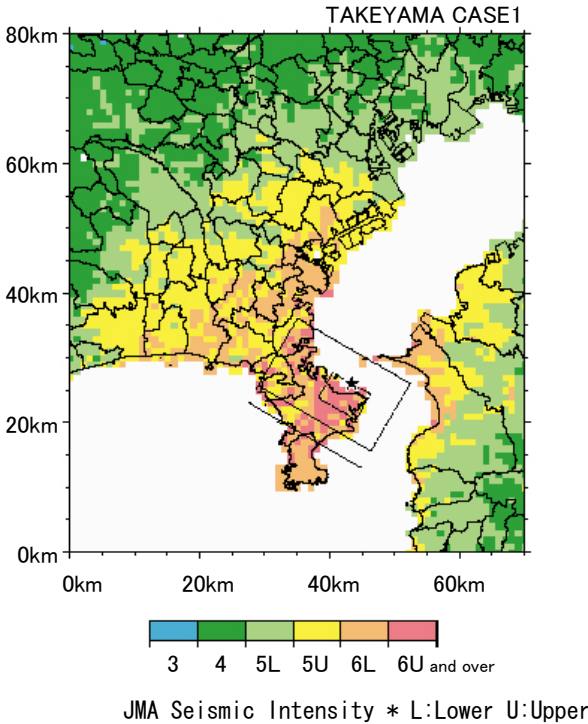 TAKEYAMA CASE1
80km
60km
40km
20km
0km
0km 20km 40km 60km
3 4 5L 5U 6L 6U and over
JMA Seismic Intensity * L:Lower U:Upper